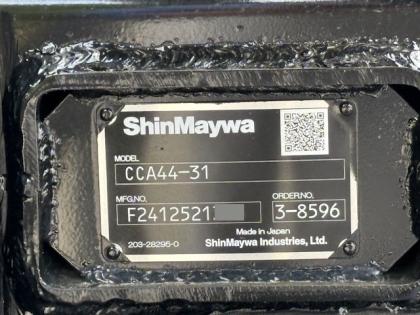 ShinMaywa
MODEL
CCA44-31
MFG.NO. ORDER.NO.
F2412521 3-8596
Made in Japan
203-28295-0 ShinMaywa Industries, Ltd.